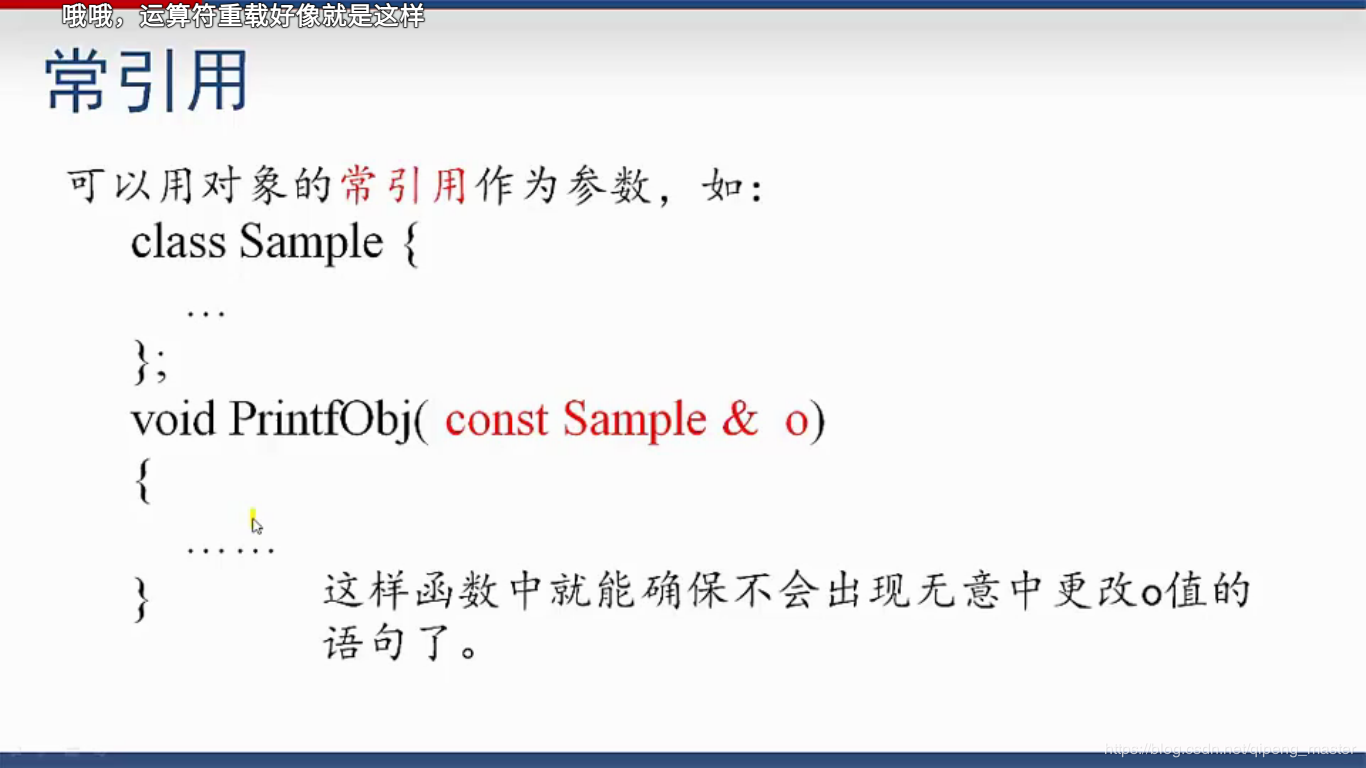 哦哦，运算符重载好像就是这样
常引用
可以用对象的常引用作为参数，如：
class Sample {
…
};
void PrintfObj( const Sample & o)
{
……
}
这样函数中就能确保不会出现无意中更改o值的
语句了。
https://blog.csdn.net/qipeng_master